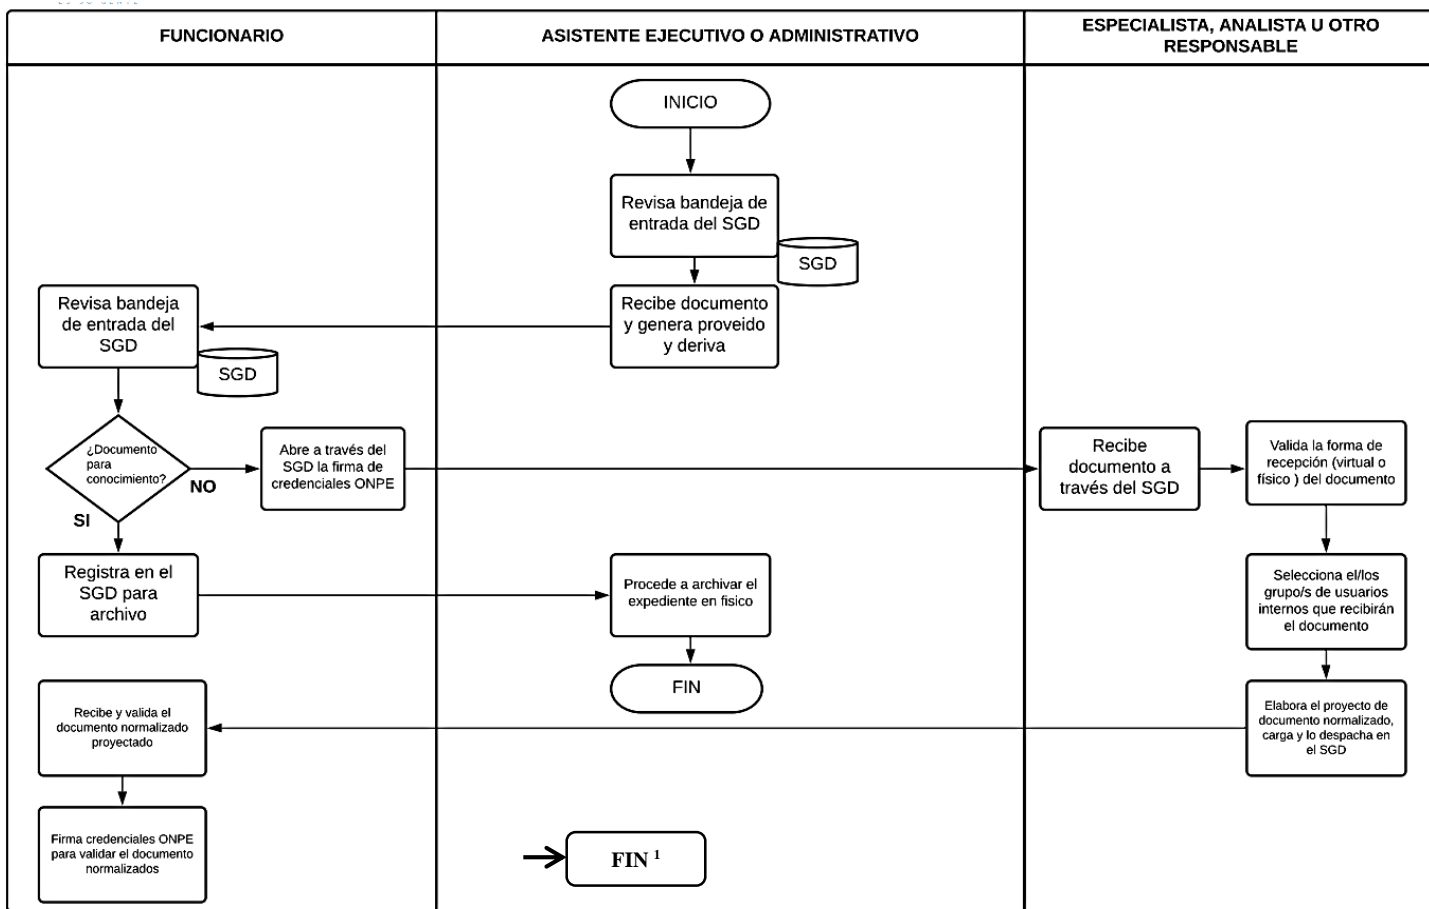 FUNCIONARIO
ASISTENTE EJECUTIVO O ADMINISTRATIVO
ESPECIALISTA, ANALISTA U OTRO
RESPONSABLE
INICIO
Revisa bandeja de
entrada del SGD
SGD
Recibe documento
y genera proveido
y deriva
Revisa bandeja
de entrada del
SGD
SGD
¿Documento
para
conocimiento?
NO
SI
Abre a través del
SGD la firma de
credenciales ONPE
Recibe
documento a
través del SGD
Valida la forma de
recepción (virtual o
físico ) del documento
Registra en el
SGD para
archivo
Procede a archivar el
expediente en fisico
Selecciona el/los
grupo/s de usuarios
internos que recibirán
el documento
FIN
Recibe y valida el
documento normalizado
proyectado
Elabora el proyecto de
documento normalizado,
carga y lo despacha en
el SGD
Firma credenciales ONPE
para validar el documento
normalizados
FIN ¹